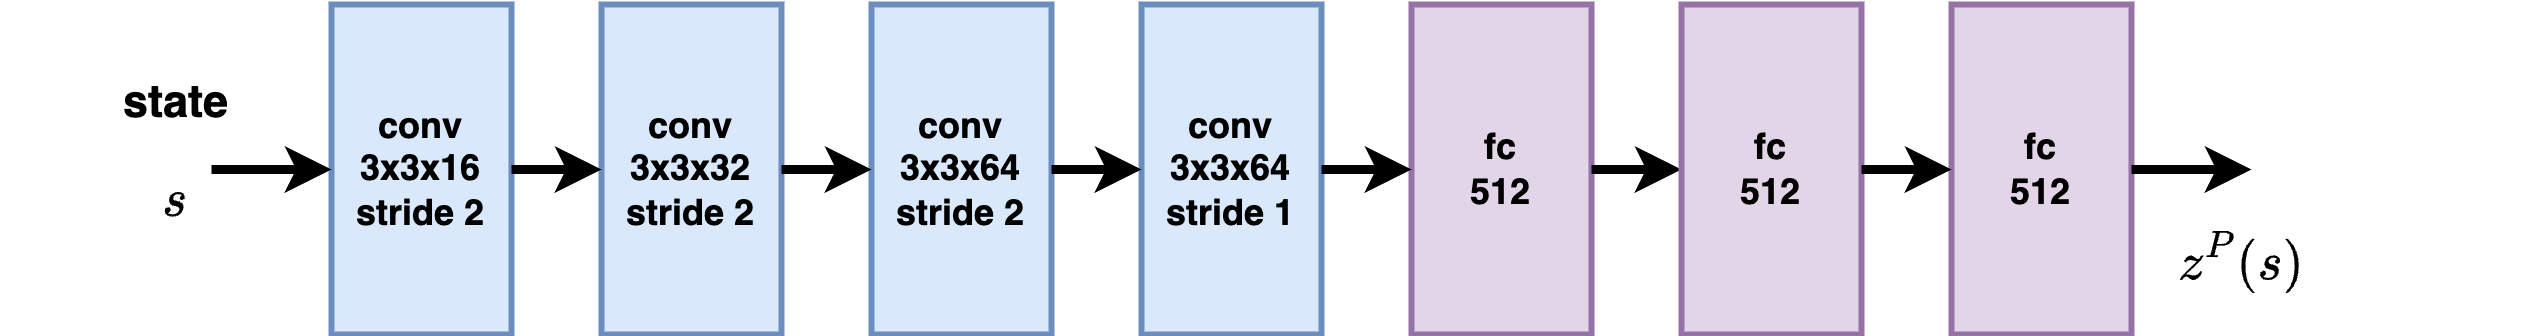 state
s
conv
3x3x16
stride 2
conv
3x3x32
stride 2
conv
3x3x64
stride 2
conv
3x3x64
stride 1
fc
512
fc
512
fc
512
z^P(s)